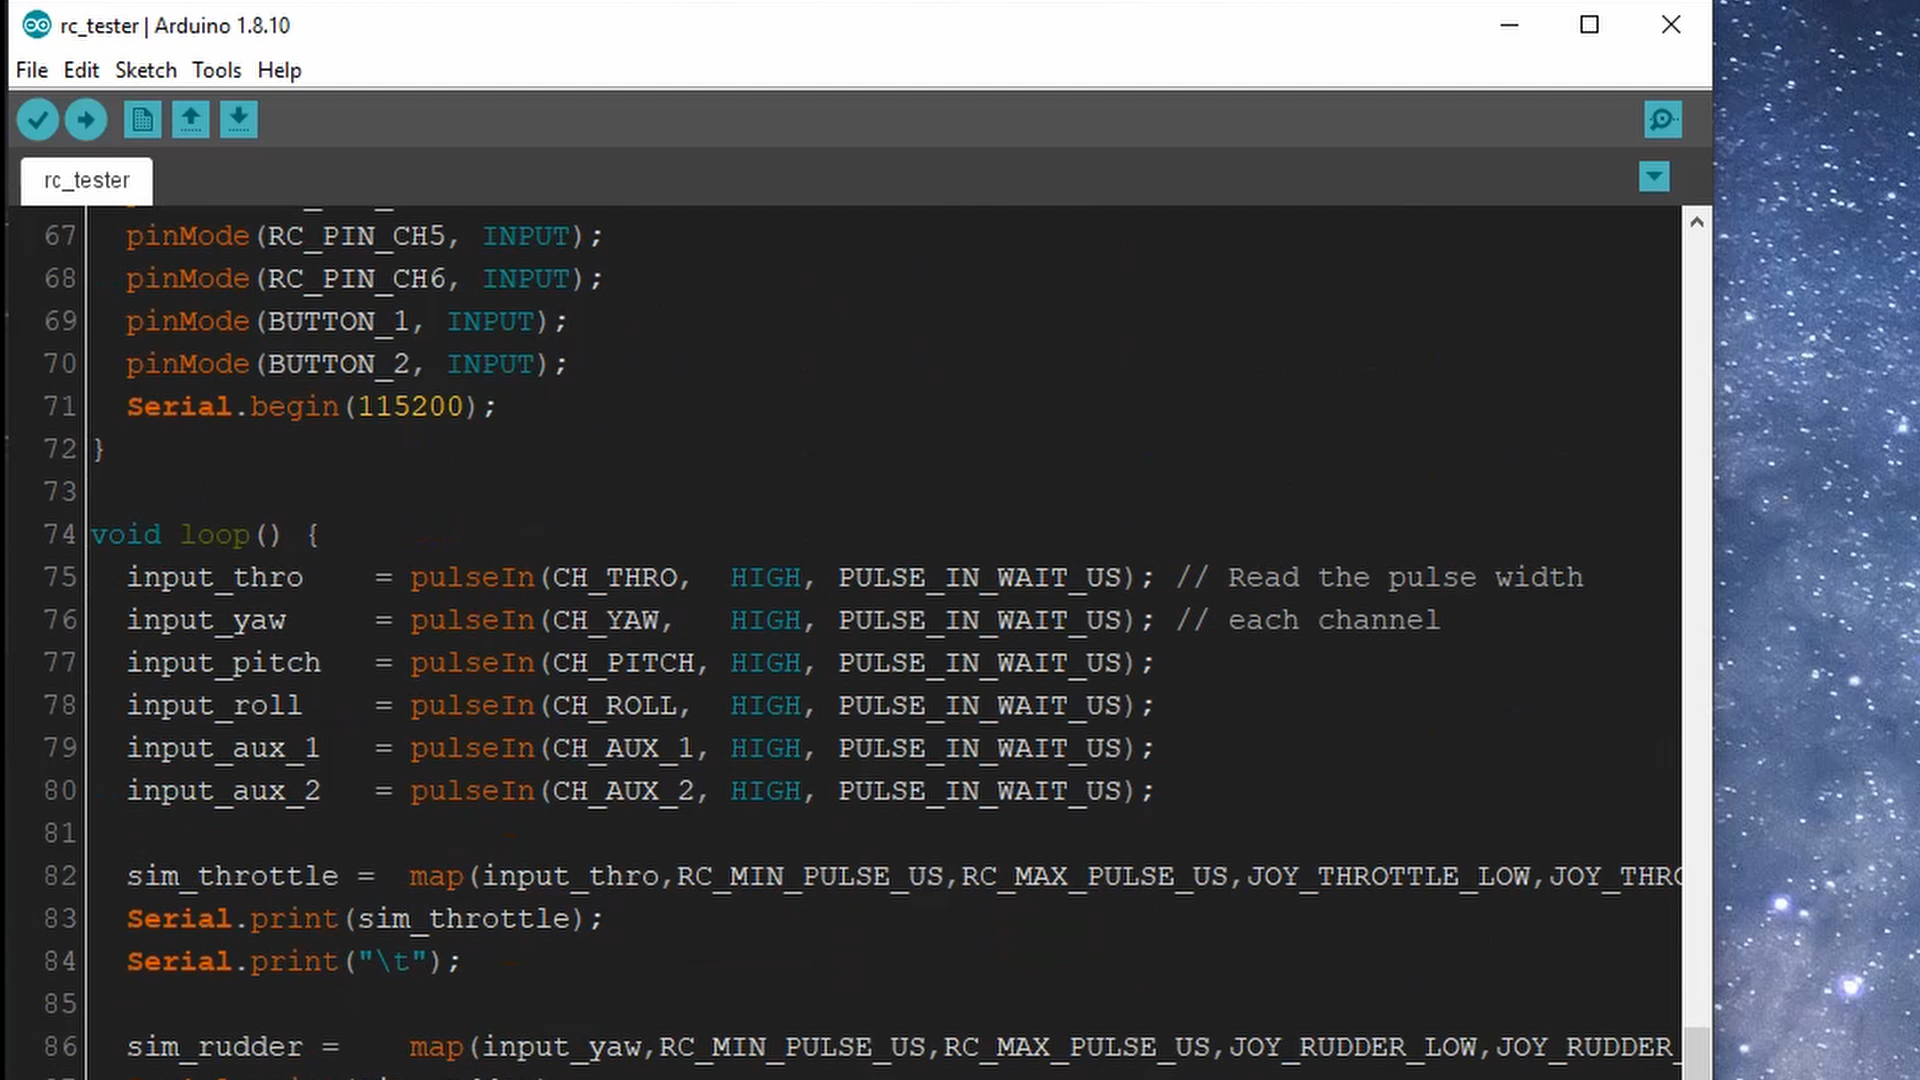 rc_tester | Arduino 1.8.10
File Edit Sketch Tools Help
rc_tester
67 pinMode(RC_PIN_CH5, INPUT);
68 pinMode(RC_PIN_CH6, INPUT);
69 pinMode(BUTTON_1, INPUT);
70 pinMode(BUTTON_2, INPUT);
71 Serial.begin(115200);
72 }
73
74 void loop() {
75 input_thro = pulseIn(CH_THRO, HIGH, PULSE_IN_WAIT_US); // Read the pulse width
76 input_yaw = pulseIn(CH_YAW, HIGH, PULSE_IN_WAIT_US); // each channel
77 input_pitch = pulseIn(CH_PITCH, HIGH, PULSE_IN_WAIT_US);
78 input_roll = pulseIn(CH_ROLL, HIGH, PULSE_IN_WAIT_US);
79 input_aux_1 = pulseIn(CH_AUX_1, HIGH, PULSE_IN_WAIT_US);
80 input_aux_2 = pulseIn(CH_AUX_2, HIGH, PULSE_IN_WAIT_US);
81
82 sim_throttle = map(input_thro,RC_MIN_PULSE_US,RC_MAX_PULSE_US,JOY_THROTTLE_LOW,JOY_THRO
83 Serial.print(sim_throttle);
84 Serial.print("\t");
85
86 sim_rudder = map(input_yaw,RC_MIN_PULSE_US,RC_MAX_PULSE_US,JOY_RUDDER_LOW,JOY_RUDDER_